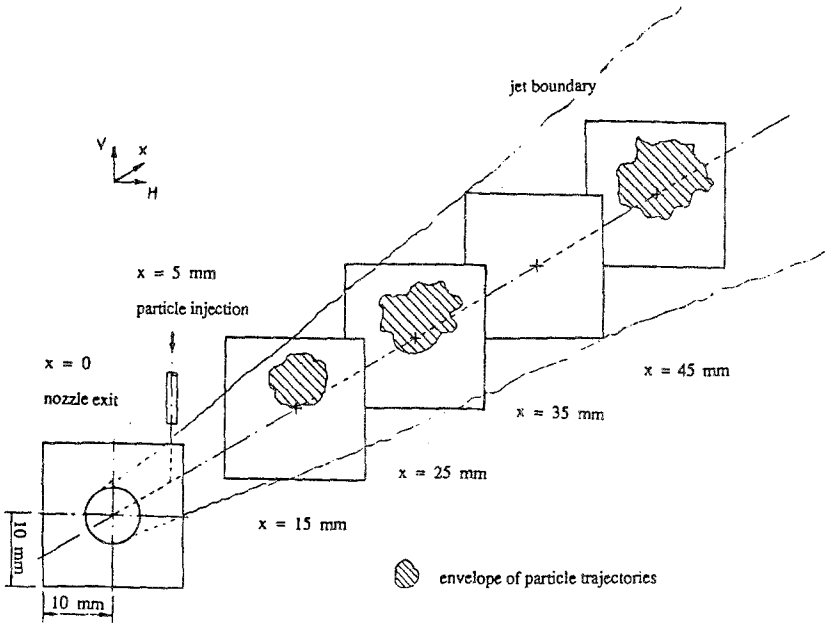 jet boundary
V
x
H
x = 5 mm
particle injection
x = 0
nozzle exit
x = 45 mm
x = 35 mm
x = 25 mm
x = 15 mm
10 mm
10 mm
envelope of particle trajectories